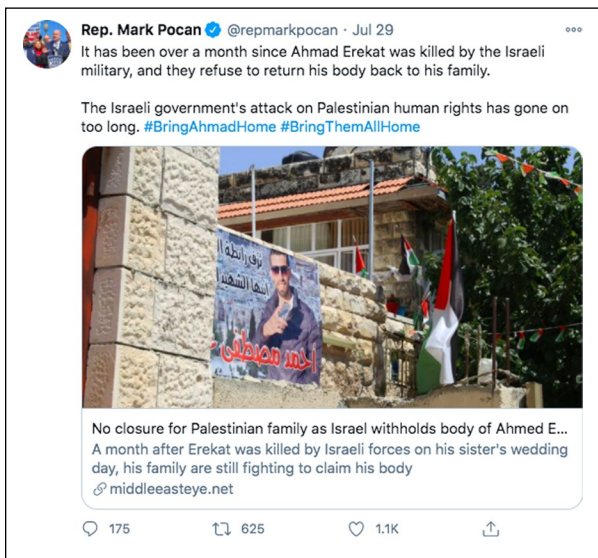 Rep. Mark Pocan @repmarkpocan · Jul 29
It has been over a month since Ahmad Erekat was killed by the Israeli
military, and they refuse to return his body back to his family.
The Israeli government's attack on Palestinian human rights has gone on
too long. #BringAhmadHome #BringThemAllHome
تزف رابطة ا
ابنها الشهيد ا
احمد مصطفى
No closure for Palestinian family as Israel withholds body of Ahmed E...
A month after Erekat was killed by Israeli forces on his sister's wedding
day, his family are still fighting to claim his body
middleeasteye.net
175 625 1.1K